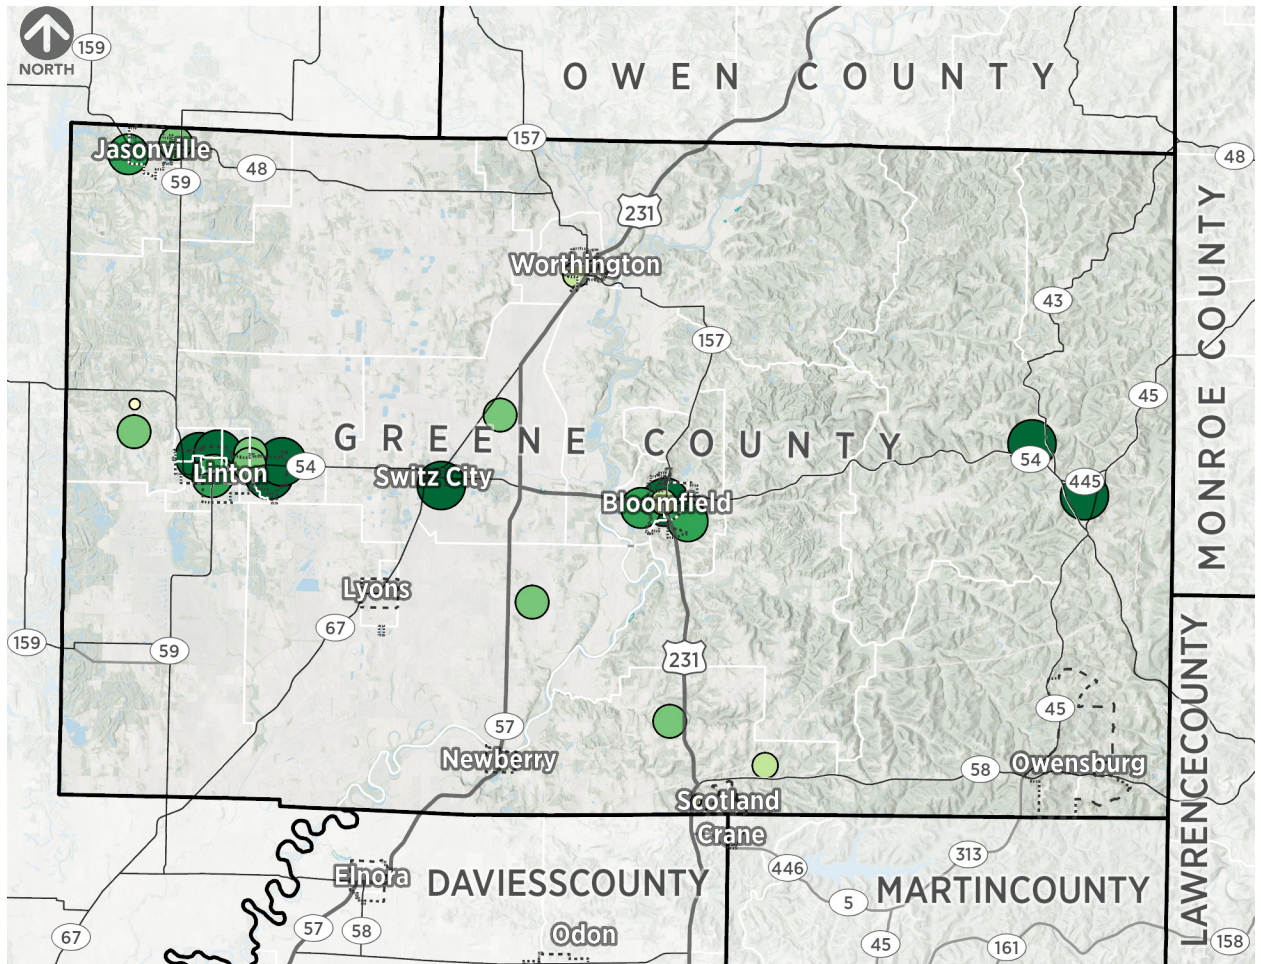 159
NORTH
OWEN COUNTY
157
48
Jasonville
48
59
MONROE COUNTY
231
Worthington
43
157
45
GREENE COUNTY
54
54
Linton
Switz City
445
Bloomfield
Lyons
67
159
59
231
LAWRENCECOUNTY
45
57
Newberry
58
Owensburg
Scotland
Crane
313
446
Elnora
DAVIESSCOUNTY
MARTINCOUNTY
5
57
58
Odon
67
45
161
158